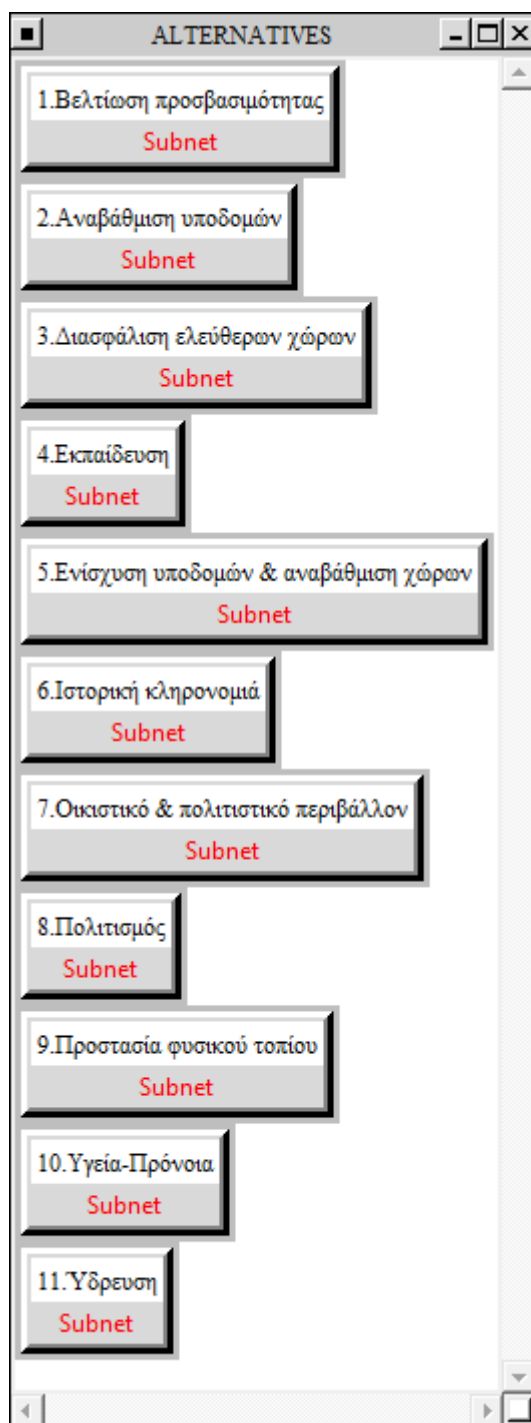 ALTERNATIVES
1.Βελτίωση προσβασιμότητας
Subnet
2.Αναβάθμιση υποδομών
Subnet
3.Διασφάλιση ελεύθερων χώρων
Subnet
4.Εκπαίδευση
Subnet
5.Ενίσχυση υποδομών & αναβάθμιση χώρων
Subnet
6.Ιστορική κληρονομιά
Subnet
7.Οικιστικό & πολιτιστικό περιβάλλον
Subnet
8.Πολιτισμός
Subnet
9.Προστασία φυσικού τοπίου
Subnet
10.Υγεία-Πρόνοια
Subnet
11.Ύδρευση
Subnet